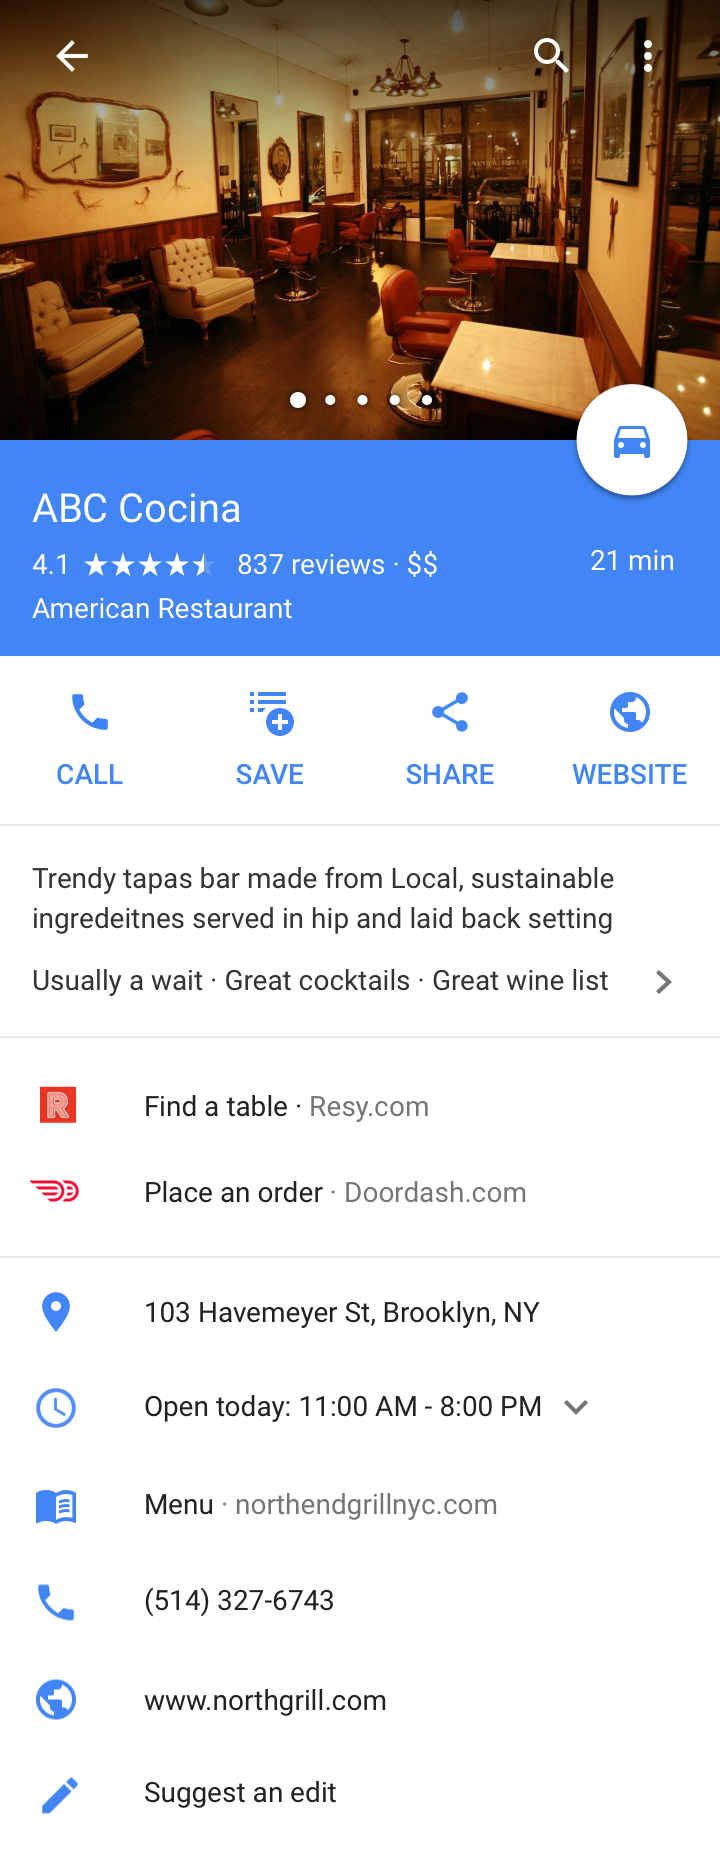 ABC Cocina
4.1 837 reviews · $$
21 min
American Restaurant
CALL SAVE SHARE WEBSITE
Trendy tapas bar made from Local, sustainable
ingredeitnes served in hip and laid back setting
Usually a wait · Great cocktails · Great wine list
R
Find a table · Resy.com
Place an order · Doordash.com
103 Havemeyer St, Brooklyn, NY
Open today: 11:00 AM - 8:00 PM
Menu · northendgrillnyc.com
(514) 327-6743
www.northgrill.com
Suggest an edit